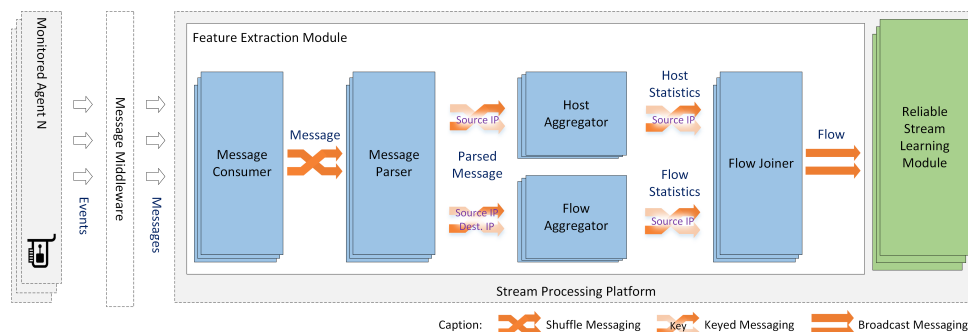 Monitored Agent N
Events
Message Middleware
Messages
Feature Extraction Module
Message
Consumer
Message
Message
Parser
Source IP
Parsed
Message
Source IP
Dest. IP
Host
Aggregator
Flow
Aggregator
Host
Statistics
Source IP
Flow
Statistics
Source IP
Flow Joiner
Flow
Reliable
Stream
Learning
Module
Stream Processing Platform
Caption:
Shuffle Messaging
Key
Keyed Messaging
Broadcast Messaging